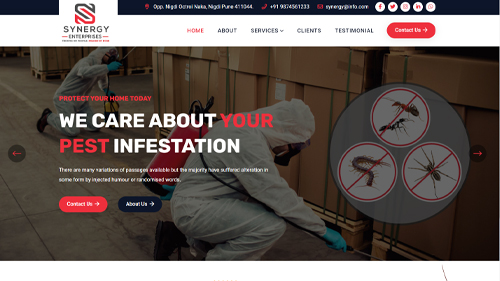 Opp. Nigdi Octroi Naka, Nigdi Pune 411044.
+91 9874561233
synergy@info.com
SYNERGY
ENTERPRISES
HOME
ABOUT
SERVICES
CLIENTS
TESTIMONIAL
Contact Us
PROTECT YOUR HOME TODAY
WE CARE ABOUT YOUR
PEST INFESTATION
There are many variations of passages available but the majority have suffered alteration in
some form by injected humour or randomised words.
Contact Us
About Us